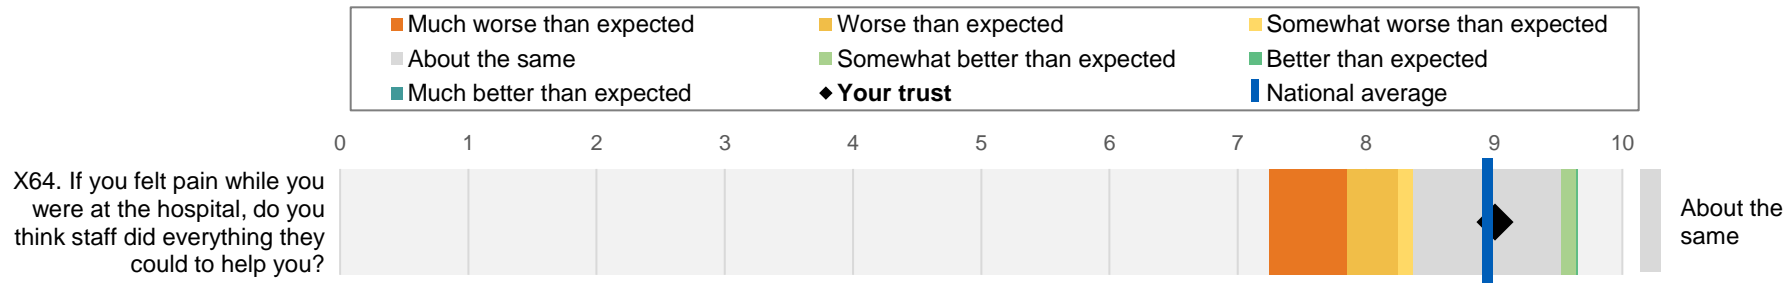 Much worse than expected
Worse than expected
Somewhat worse than expected
About the same
Somewhat better than expected
Better than expected
Much better than expected
Your trust
National average
0 1 2 3 4 5 6 7 8 9 10
X64. If you felt pain while you
were at the hospital, do you
think staff did everything they
could to help you?
About the
same